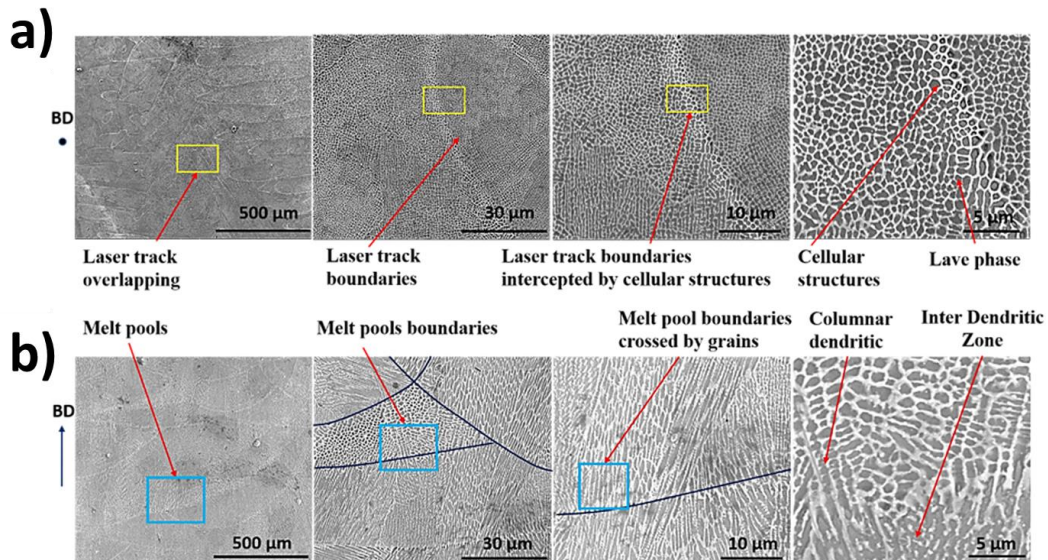 a)
BD
500 µm
30 µm
10 µm
5 µm
Laser track
overlapping
Laser track
boundaries
Laser track boundaries
intercepted by cellular structures
Cellular
structures
Lave phase
b)
Melt pools
Melt pools boundaries
Melt pool boundaries
crossed by grains
Columnar
dendritic
Inter Dendritic
Zone
BD
500 µm
30 µm
10 µm
5 µm